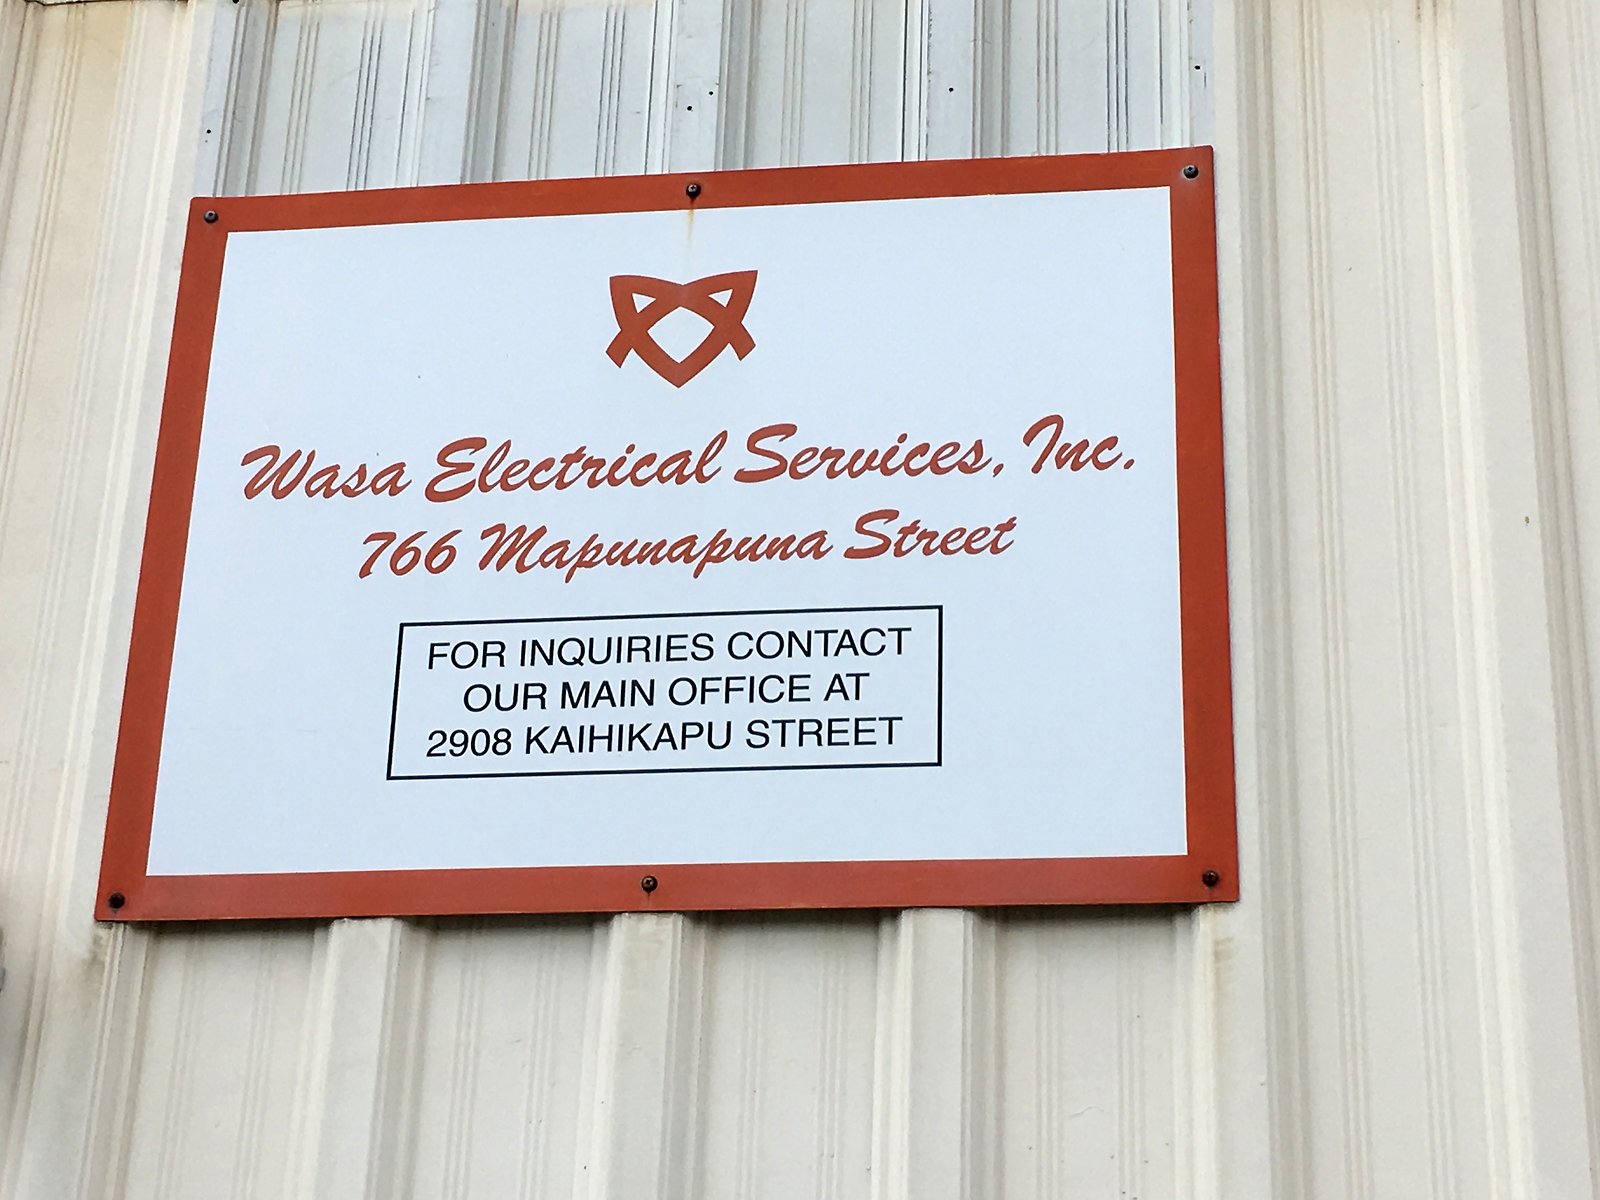 Wasa Electrical Services, Inc.
766 Mapunapuna Street
FOR INQUIRIES CONTACT
OUR MAIN OFFICE AT
2908 KAIHIKAPU STREET